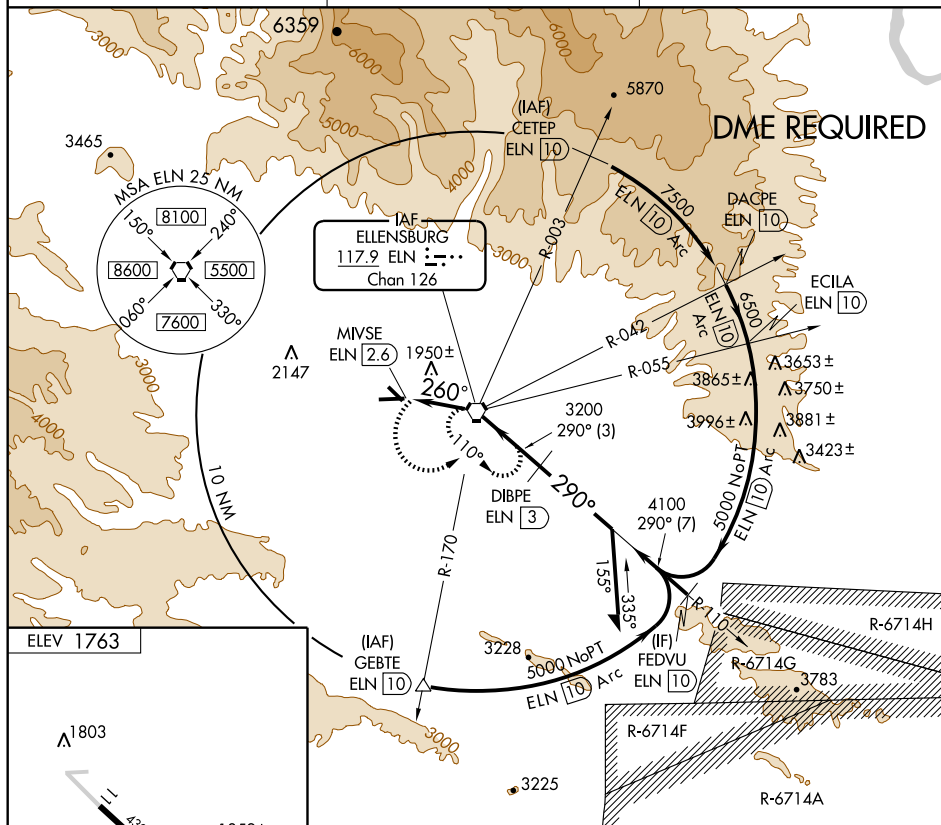 6359
3000
6000
5000
4000
3000
6000
5870
DME REQUIRED
(IAF)
CETEP
ELN 10
3465
7500
ELN 10 Arc
DACPE
ELN 10
MSA ELN 25 NM
150°
8100
240°
8600
5500
060°
7600
330°
IAF
ELLENSBURG
117.9 ELN
Chan 126
R-003
ECILA
ELN 10
6500
ELN 10
Arc
R-042
R-055
MIVSE
ELN 2.6
1950±
2147
260°
3653±
3865±
3750±
3996±
3881±
3423±
3000
4000
3200
290° (3)
110°
DIBPE
ELN 3
290°
4100
290° (7)
5000 NoPT
ELN 10 Arc
10 NM
R-170
155°
335°
R-110
R-6714H
R-6714G
3783
R-6714F
R-6714A
(IF)
FEDVU
ELN 10
(IAF)
GEBTE
ELN 10
3228
5000 NoPT
ELN 10 Arc
3000
3225
ELEV 1763
1803
11